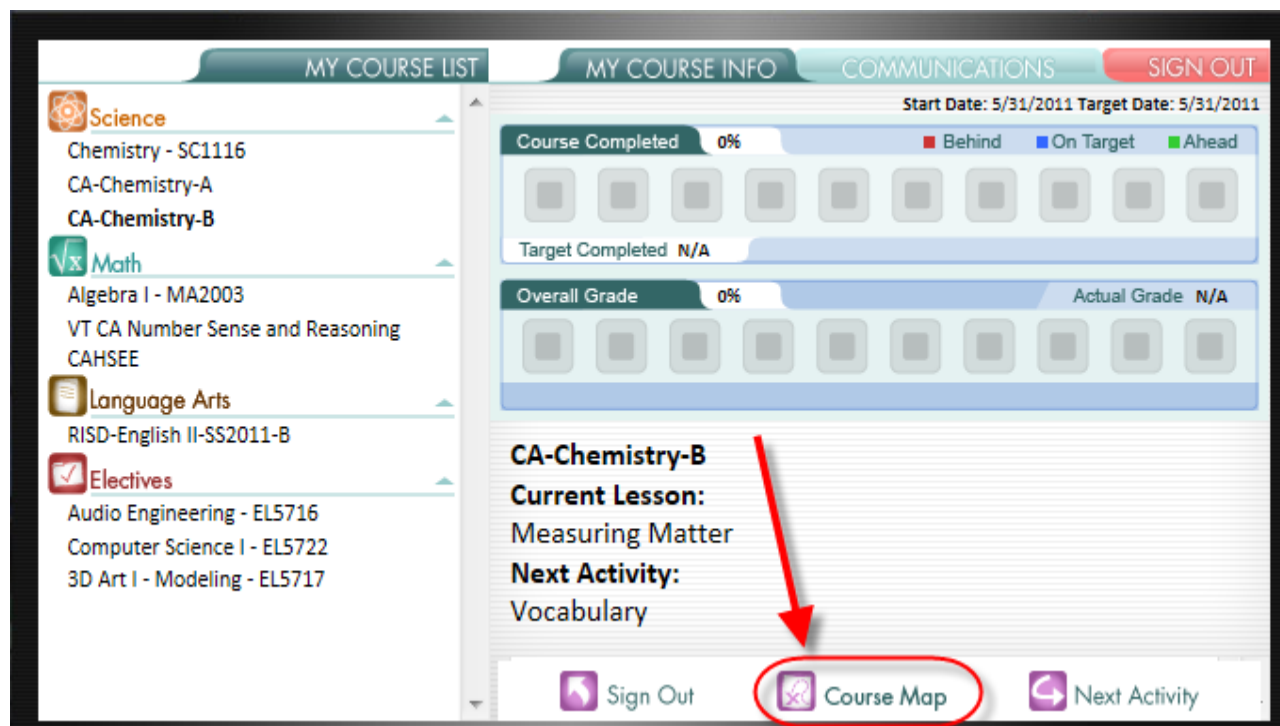 MY COURSE LIST
Science
Chemistry - SC1116
CA-Chemistry-A
CA-Chemistry-B
√x Math
Algebra I - MA2003
VT CA Number Sense and Reasoning
CAHSEE
Language Arts
RISD-English II-SS2011-B
Electives
Audio Engineering - EL5716
Computer Science I - EL5722
3D Art I - Modeling - EL5717
MY COURSE INFO COMMUNICATIONS SIGN OUT
Start Date: 5/31/2011 Target Date: 5/31/2011
Course Completed 0% Behind On Target Ahead
Target Completed N/A
Overall Grade 0% Actual Grade N/A
CA-Chemistry-B
Current Lesson:
Measuring Matter
Next Activity:
Vocabulary
Sign Out Course Map Next Activity